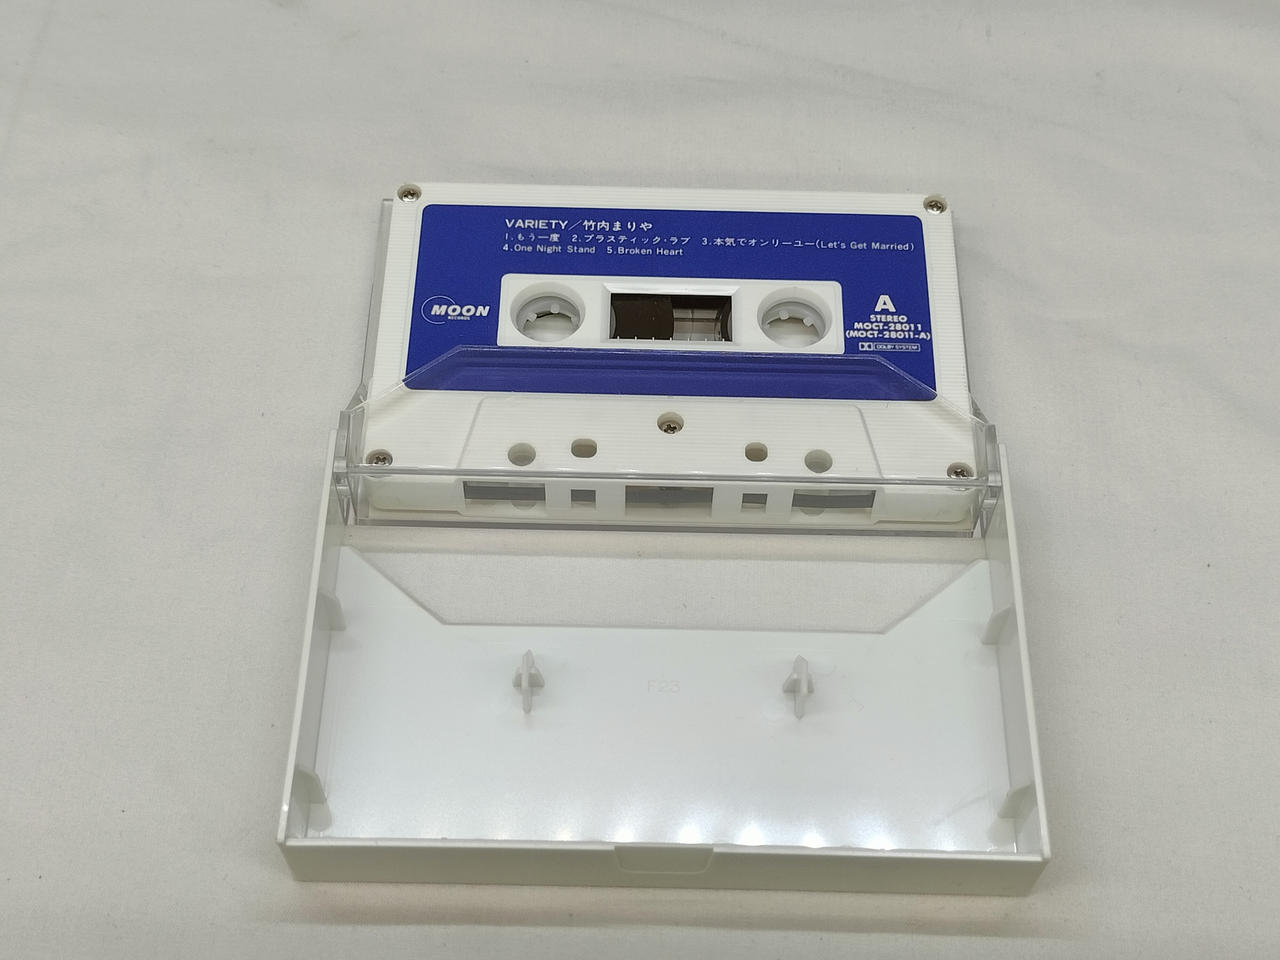 VARIETY／竹内まりや
1.もう一度 2.プラスティック・ラブ 3.本気でオンリーユー(Let's Get Married)
4.One Night Stand 5.Broken Heart
MOON
RECORDS
A
STEREO
MOCT-28011
(MOCT-28011-A)
DOLBY SYSTEM
F23